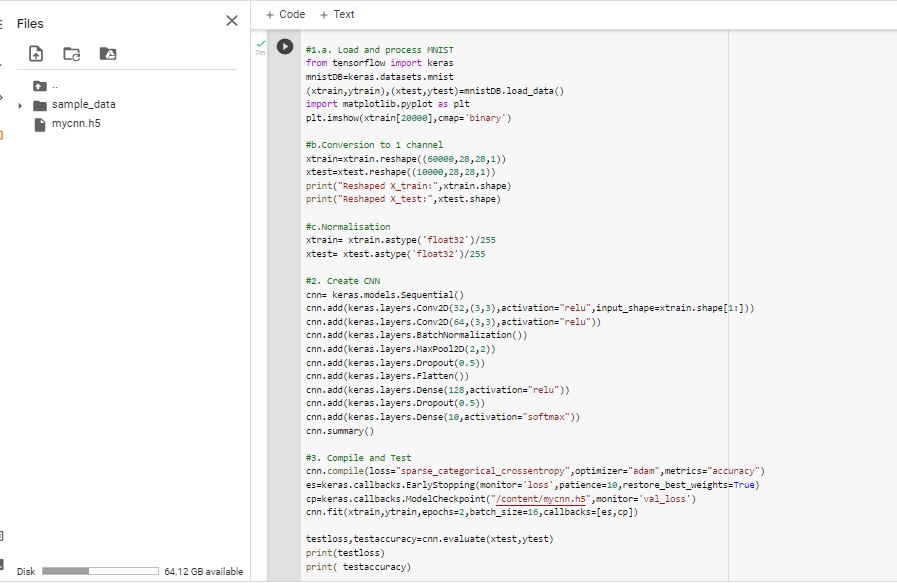 Files
..
sample_data
mycnn.h5
Disk
64.12 GB available
+ Code + Text
7m
#1.a. Load and process MNIST
from tensorflow import keras
mnistDB=keras.datasets.mnist
(xtrain,ytrain),(xtest,ytest)=mnistDB.load_data()
import matplotlib.pyplot as plt
plt.imshow(xtrain[20000],cmap='binary')
#b.Conversion to 1 channel
xtrain=xtrain.reshape((60000,28,28,1))
xtest=xtest.reshape((10000,28,28,1))
print("Reshaped X_train:",xtrain.shape)
print("Reshaped X_test:",xtest.shape)
#c.Normalisation
xtrain= xtrain.astype('float32')/255
xtest= xtest.astype('float32')/255
#2. Create CNN
cnn= keras.models.Sequential()
cnn.add(keras.layers.Conv2D(32,(3,3),activation="relu",input_shape=xtrain.shape[1:]))
cnn.add(keras.layers.Conv2D(64,(3,3),activation="relu"))
cnn.add(keras.layers.BatchNormalization())
cnn.add(keras.layers.MaxPool2D(2,2))
cnn.add(keras.layers.Dropout(0.5))
cnn.add(keras.layers.Flatten())
cnn.add(keras.layers.Dense(128,activation="relu"))
cnn.add(keras.layers.Dropout(0.5))
cnn.add(keras.layers.Dense(10,activation="softmax"))
cnn.summary()
#3. Compile and Test
cnn.compile(loss="sparse_categorical_crossentropy",optimizer="adam",metrics="accuracy")
es=keras.callbacks.EarlyStopping(monitor='loss',patience=10,restore_best_weights=True)
cp=keras.callbacks.ModelCheckpoint("/content/mycnn.h5",monitor='val_loss')
cnn.fit(xtrain,ytrain,epochs=2,batch_size=16,callbacks=[es,cp])
testloss,testaccuracy=cnn.evaluate(xtest,ytest)
print(testloss)
print( testaccuracy)